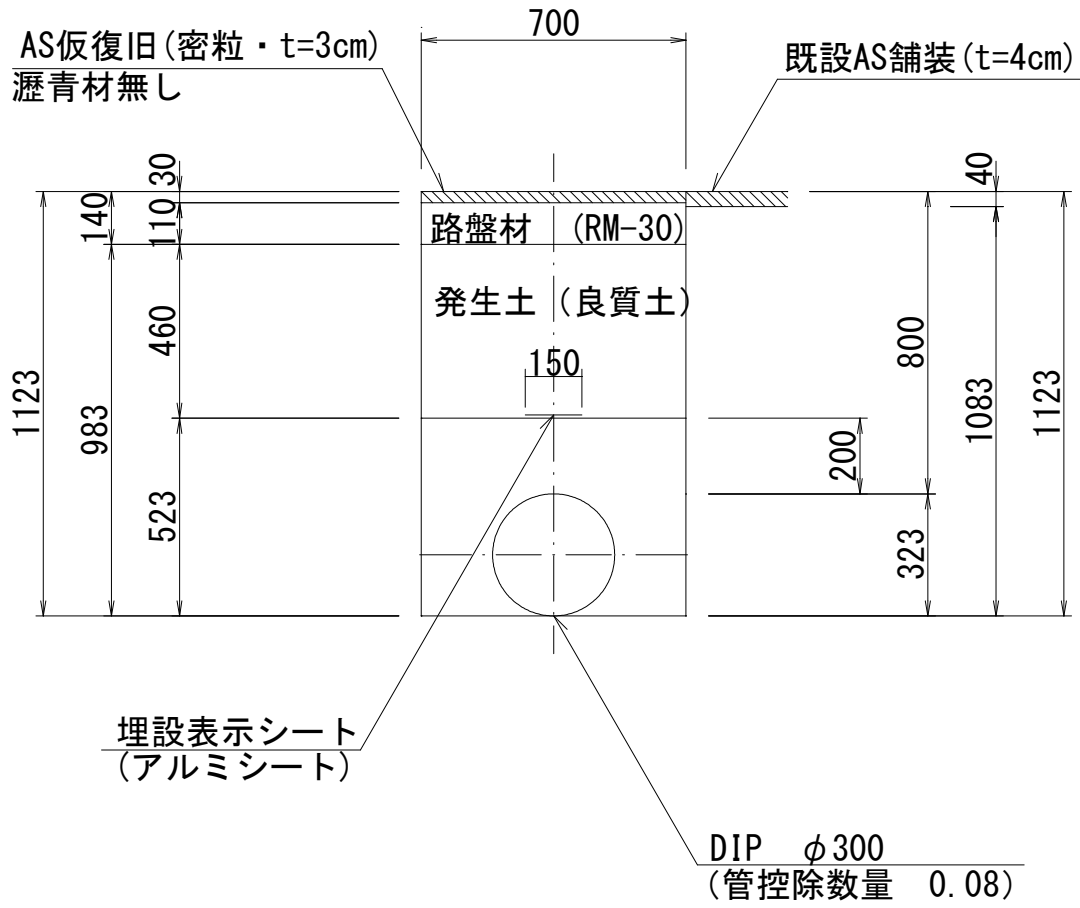 700
AS仮復旧(密粒・t=3cm)
瀝青材無し
既設AS舗装(t=4cm)
30
40
140
110
路盤材 (RM-30)
発生土 (良質土)
460
150
800
1123
983
1083
1123
200
523
323
埋設表示シート
(アルミシート)
DIP φ300
(管控除数量 0.08)